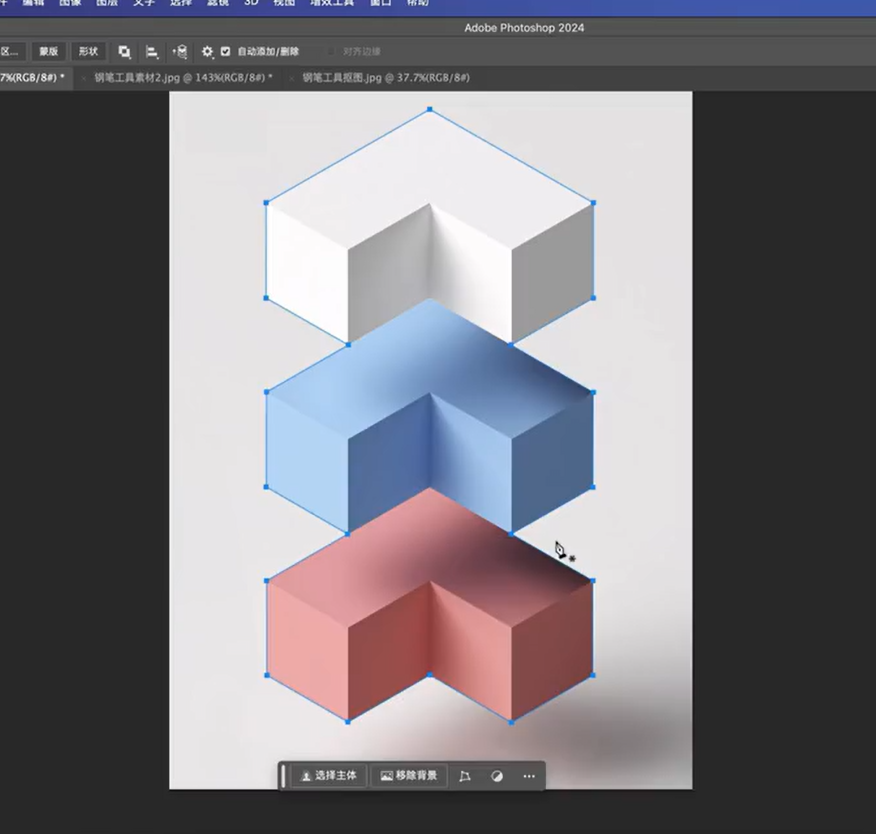 编辑 图像 图层 文字 选择 滤镜 3D 视图 增效工具 窗口 帮助
Adobe Photoshop 2024
区... 蒙版 形状 自动添加/删除 对齐边缘
7%(RGB/8#) * × 钢笔工具素材2.jpg @ 143%(RGB/8#) * × 钢笔工具抠图.jpg @ 37.7%(RGB/8#)
选择主体 移除背景 ...